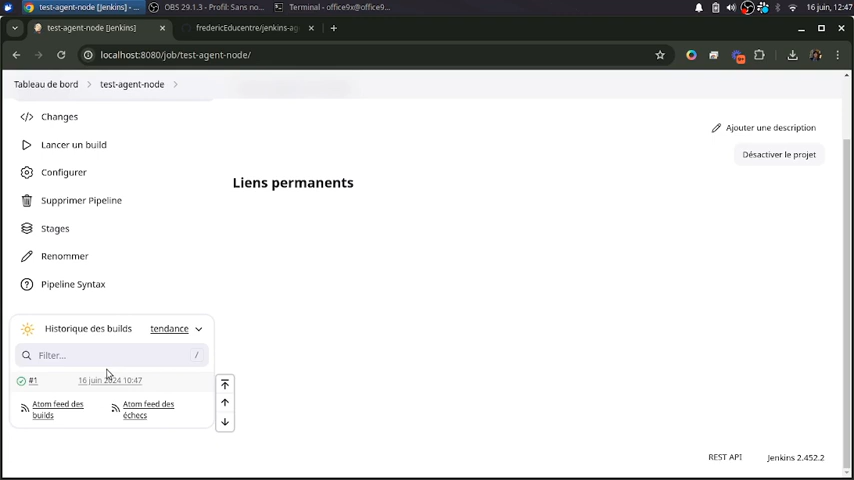 test-agent-node [Jenkins] - ...
OBS 29.1.3 - Profil: Sans no...
Terminal - office9x@office9...
16 juin, 12:47
test-agent-node [Jenkins]
fredericEducentre/jenkins-ag
localhost:8080/job/test-agent-node/
Tableau de bord
test-agent-node
Changes
Ajouter une description
Lancer un build
Désactiver le projet
Configurer
Liens permanents
Supprimer Pipeline
Stages
Renommer
Pipeline Syntax
Historique des builds
tendance
Filter...
/
#1
16 juin 2024 10:47
Atom feed des builds
Atom feed des échecs
REST API
Jenkins 2.452.2